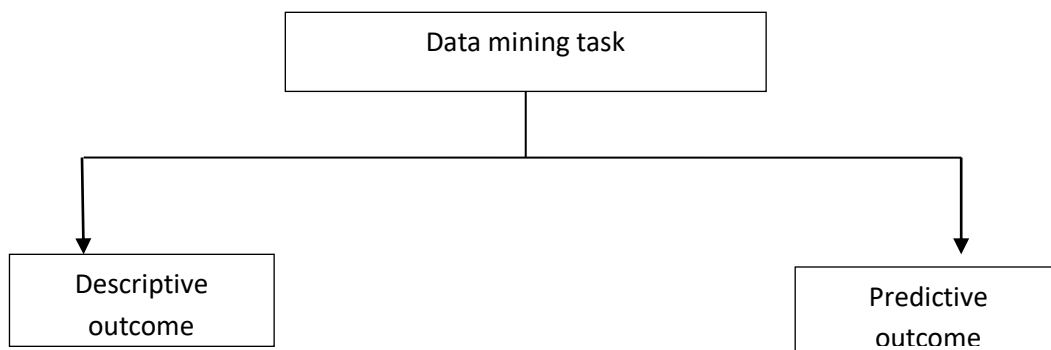 Data mining task
Descriptive
outcome
Predictive
outcome